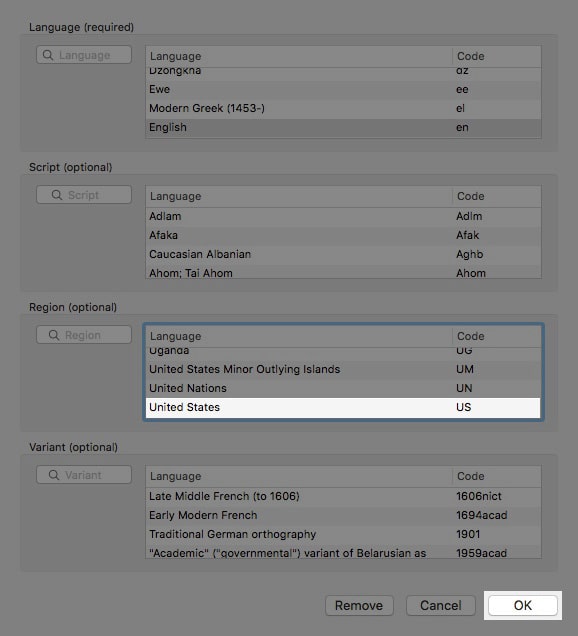 Language (required)
Language
Language Code
Dzongkha dz
Ewe ee
Modern Greek (1453-) el
English en
Script (optional)
Script
Language Code
Adlam Adlm
Afaka Afak
Caucasian Albanian Aghb
Ahom; Tai Ahom Ahom
Region (optional)
Region
Language Code
Uganda UG
United States Minor Outlying Islands UM
United Nations UN
United States US
Variant (optional)
Variant
Language Code
Late Middle French (to 1606) 1606nict
Early Modern French 1694acad
Traditional German orthography 1901
"Academic" ("governmental") variant of Belarusian as 1959acad
Remove Cancel OK